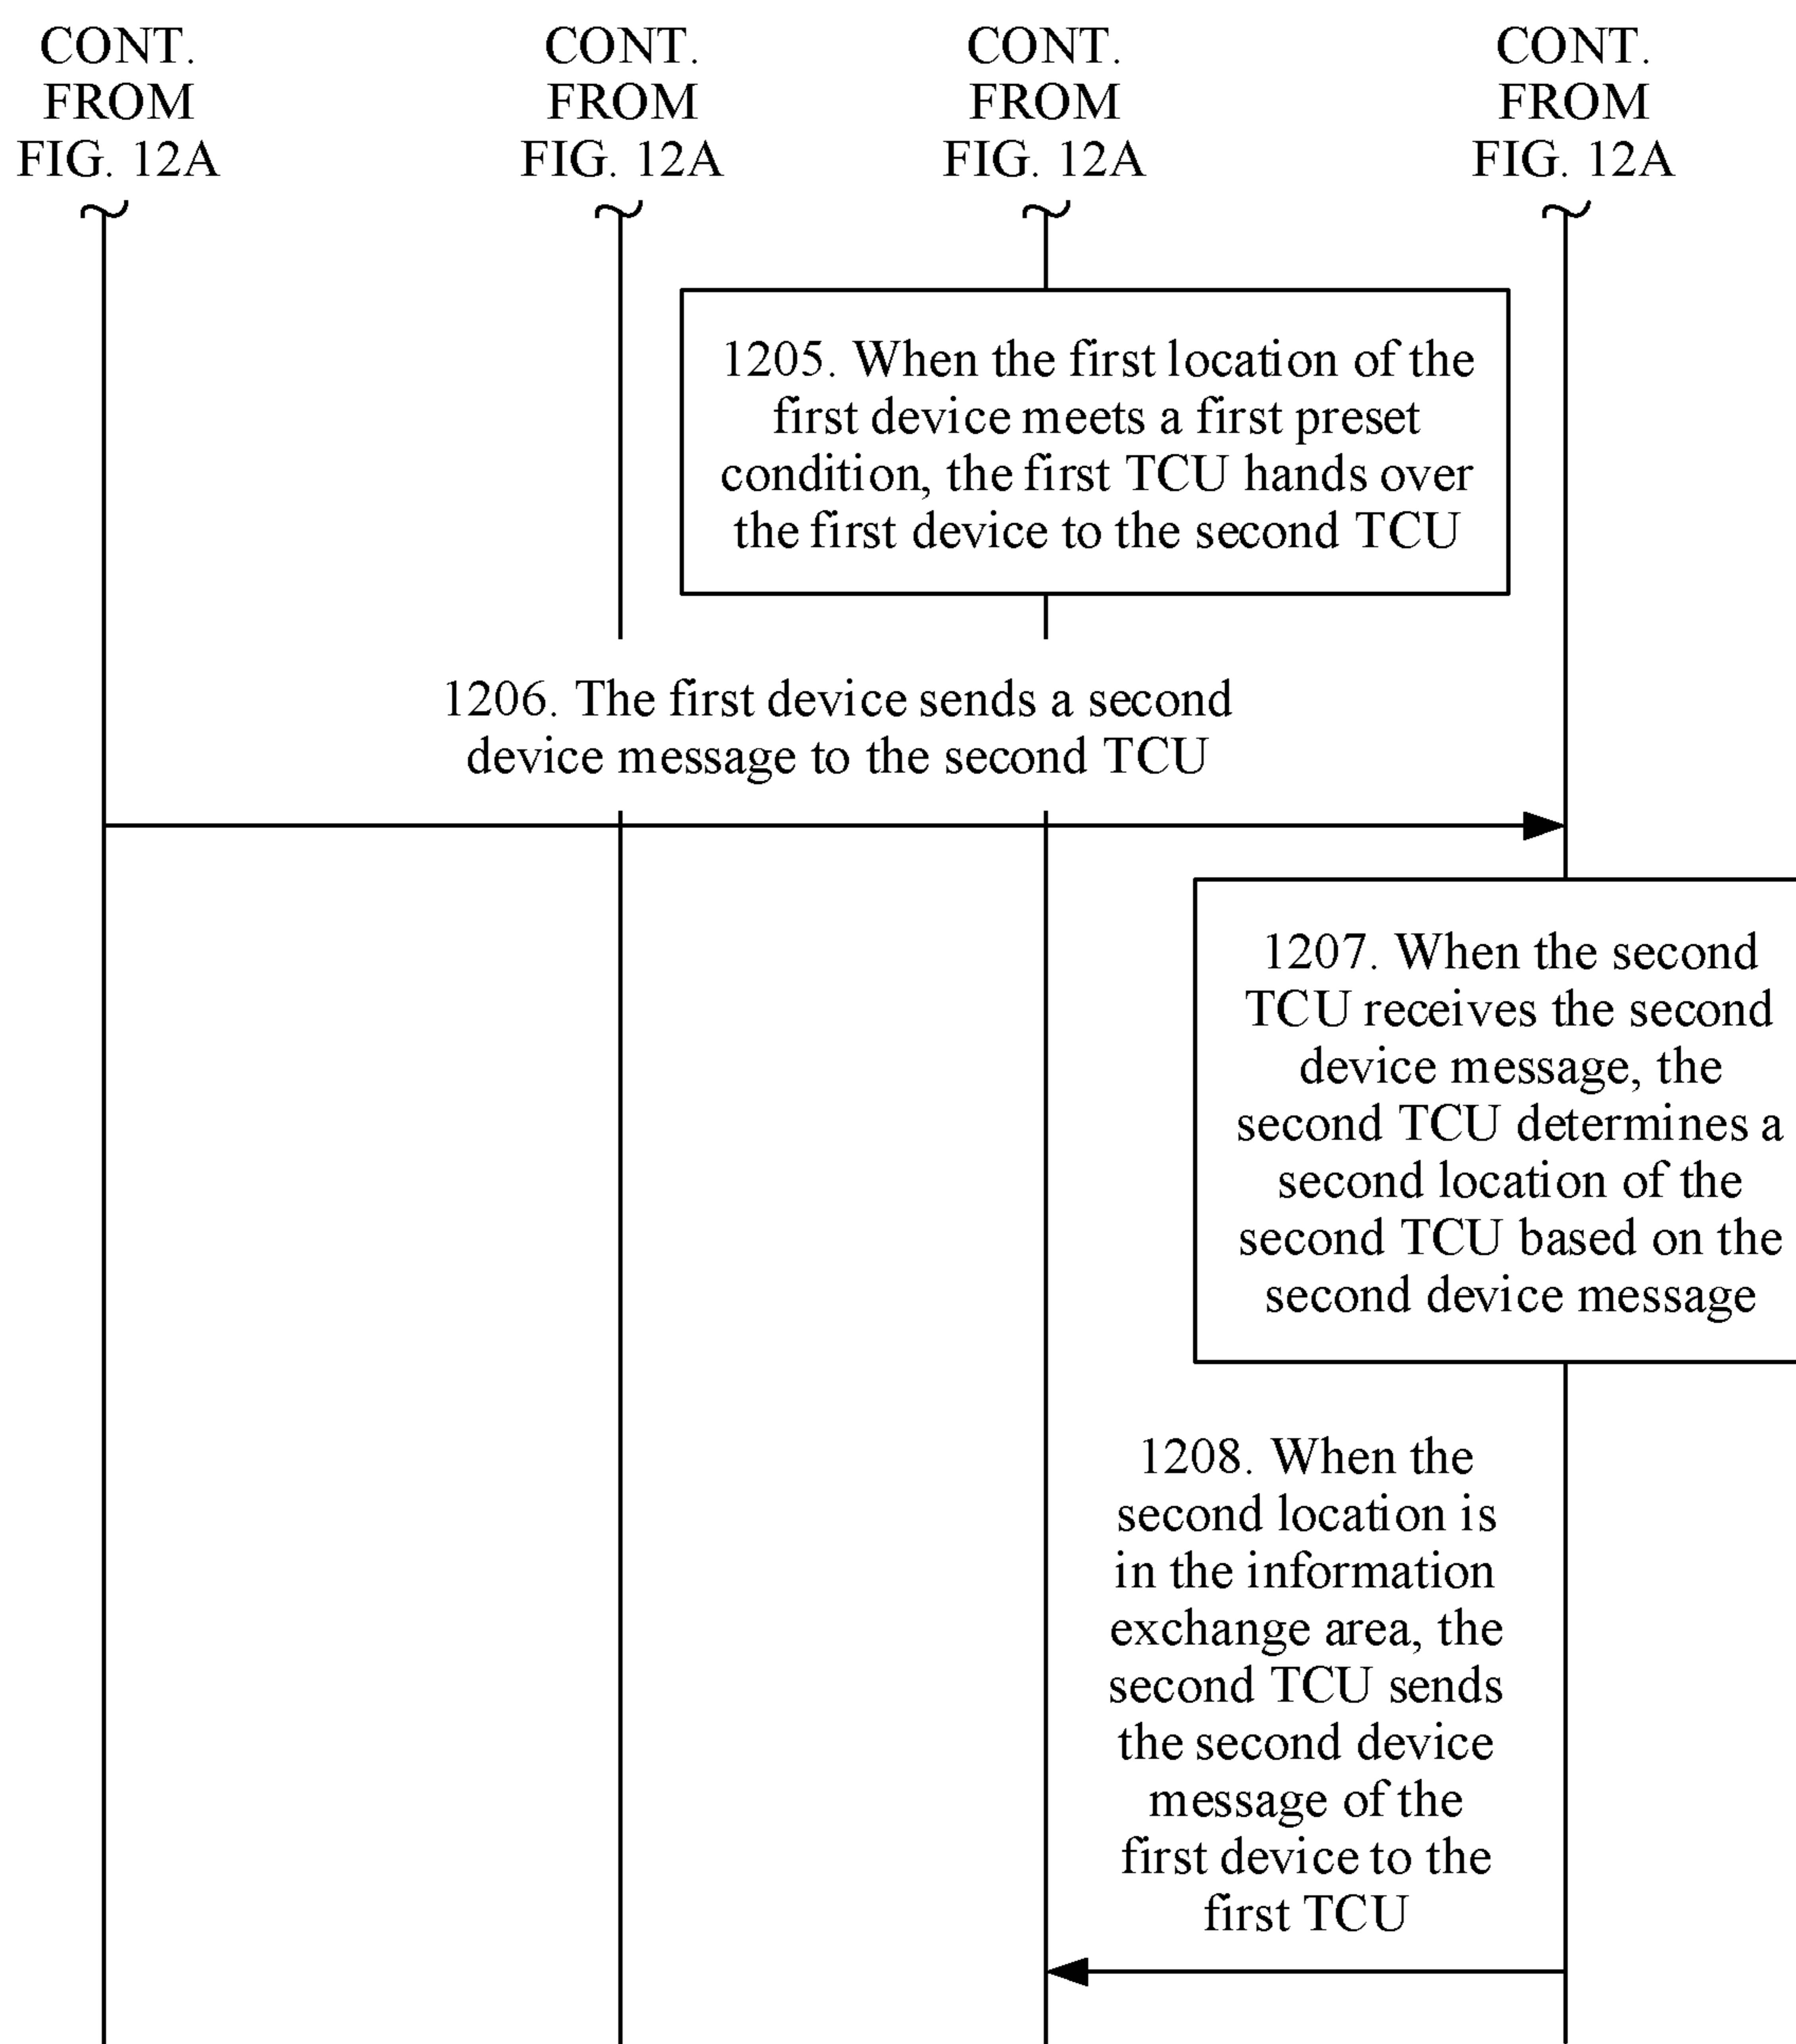 CONT.
FROM
FIG. 12A
CONT.
FROM
FIG. 12A
CONT.
FROM
FIG. 12A
CONT.
FROM
FIG. 12A
1205. When the first location of the
first device meets a first preset
condition, the first TCU hands over
the first device to the second TCU
1206. The first device sends a second
device message to the second TCU
1207. When the second
TCU receives the second
device message, the
second TCU determines a
second location of the
second TCU based on the
second device message
1208. When the
second location is
in the information
exchange area, the
second TCU sends
the second device
message of the
first device to the
first TCU